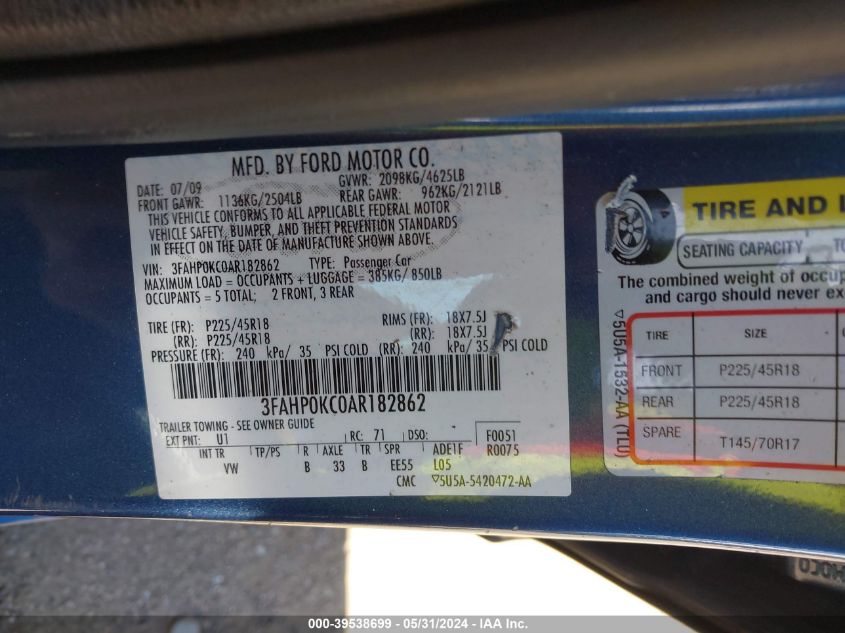 MFD. BY FORD MOTOR CO.
DATE: 07/09 GVWR: 2098KG/4625LB
FRONT GAWR: 1136KG/2504LB REAR GAWR: 962KG/2121LB
THIS VEHICLE CONFORMS TO ALL APPLICABLE FEDERAL MOTOR
VEHICLE SAFETY, BUMPER, AND THEFT PREVENTION STANDARDS
IN EFFECT ON THE DATE OF MANUFACTURE SHOWN ABOVE.
VIN: 3FAHP0KC0AR182862 TYPE: Passenger Car
MAXIMUM LOAD = OCCUPANTS + LUGGAGE = 385KG/ 850LB
OCCUPANTS = 5 TOTAL; 2 FRONT, 3 REAR
TIRE (FR): P225/45R18 RIMS (FR): 18X7.5J
(RR): P225/45R18 (RR): 18X7.5J
PRESSURE (FR): 240 kPa/ 35 PSI COLD (RR): 240 kPa/ 35 PSI COLD
3FAHP0KC0AR182862
TRAILER TOWING - SEE OWNER GUIDE
EXT PNT: U1 RC: 71 DSO: F0051
INT TR TP/PS R AXLE TR SPR ADE1F R0075
VW B 33 B EE55 L05
CMC ▽5U5A-5420472-AA
TIRE AND
SEATING CAPACITY
The combined weight of
and cargo should never
▽5U5A-1532-AA (TLU)
TIRE SIZE
FRONT P225/45R18
REAR P225/45R18
SPARE T145/70R17
000-39538699 - 05/31/2024 - IAA Inc.